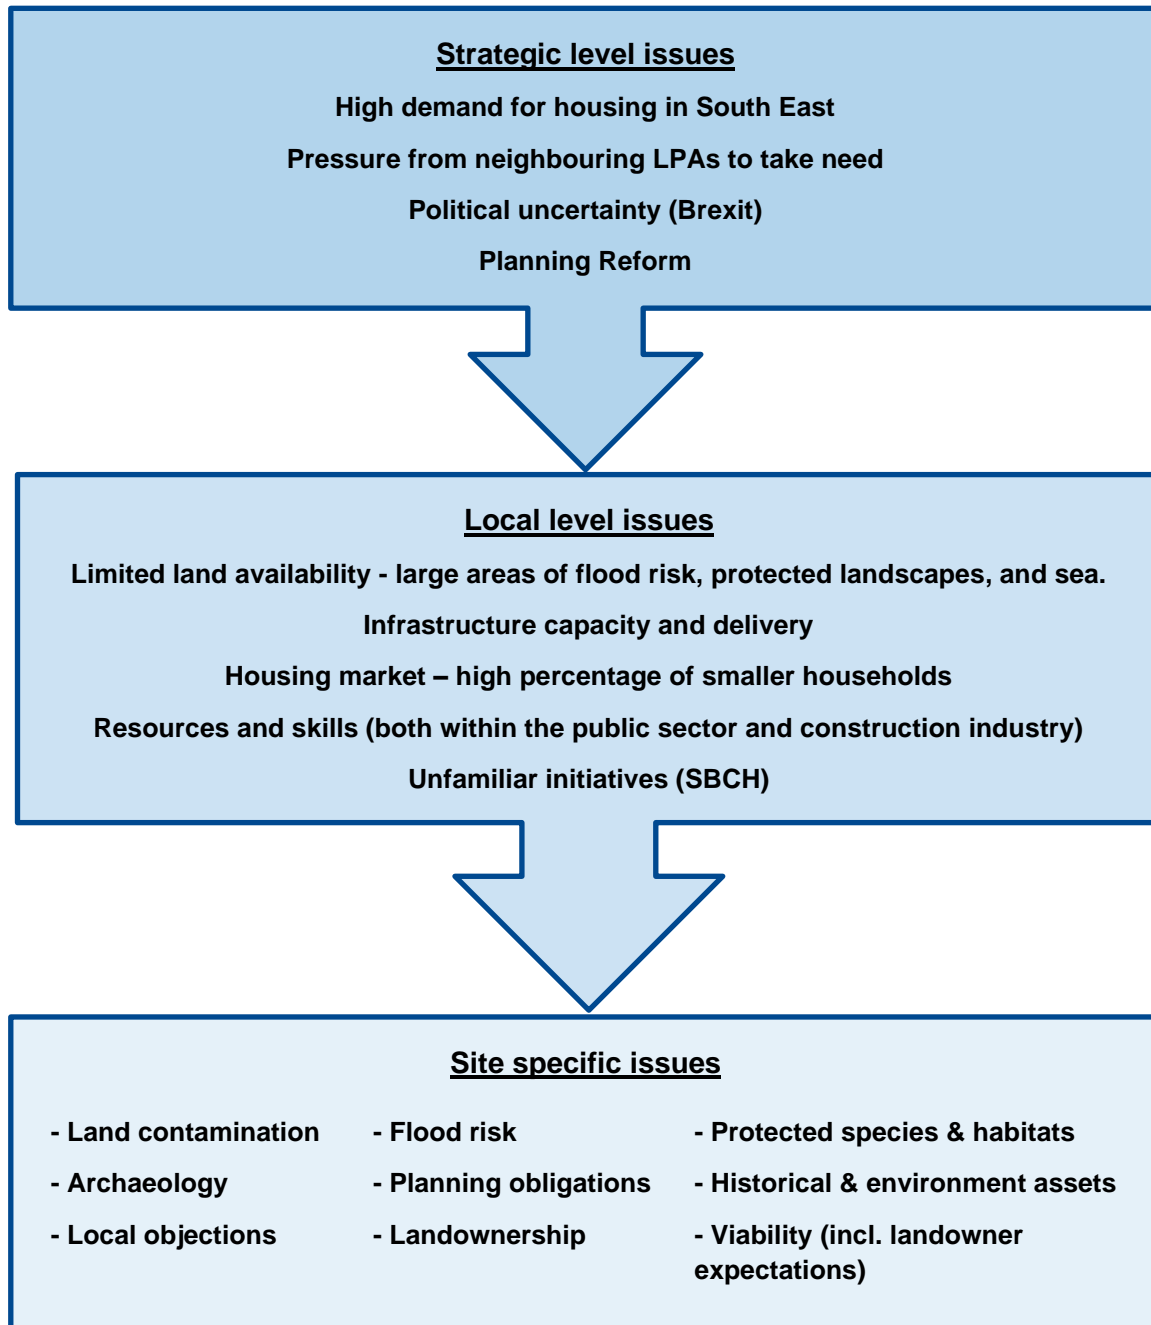 Strategic level issues
High demand for housing in South East
Pressure from neighbouring LPAs to take need
Political uncertainty (Brexit)
Planning Reform
Local level issues
Limited land availability - large areas of flood risk, protected landscapes, and sea.
Infrastructure capacity and delivery
Housing market – high percentage of smaller households
Resources and skills (both within the public sector and construction industry)
Unfamiliar initiatives (SBCH)
Site specific issues
- Land contamination
- Archaeology
- Local objections
- Flood risk
- Planning obligations
- Landownership
- Protected species & habitats
- Historical & environment assets
- Viability (incl. landowner
expectations)